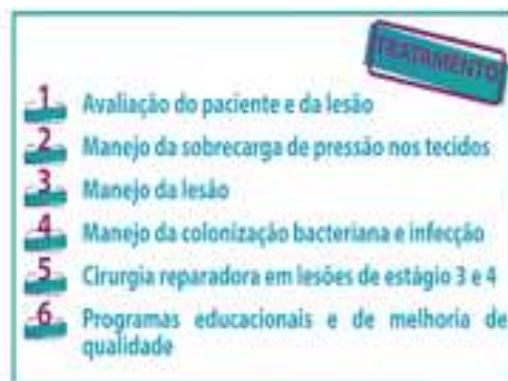 TRATAMENTO
1 Avaliação do paciente e da lesão
2 Manejo da sobrecarga de pressão nos tecidos
3 Manejo da lesão
4 Manejo da colonização bacteriana e infecção
5 Cirurgia reparadora em lesões de estágio 3 e 4
6 Programas educacionais e de melhoria de
qualidade